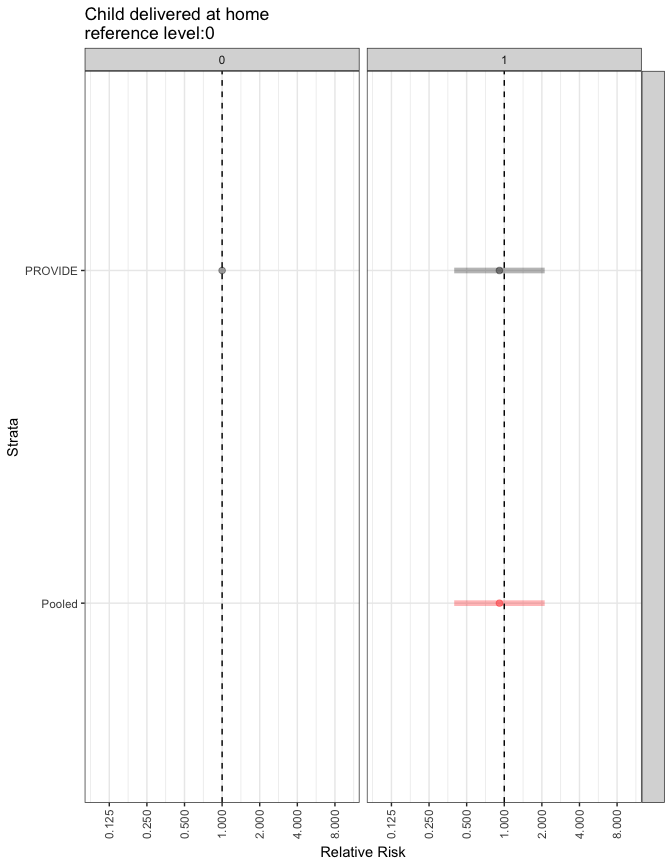 Child delivered at home
reference level:0
0
1
PROVIDE
Pooled
Strata
0.125
0.250
0.500
1.000
2.000
4.000
8.000
0.125
0.250
0.500
1.000
2.000
4.000
8.000
Relative Risk